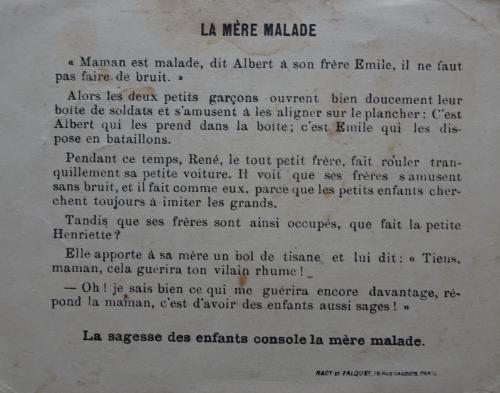 LA MÈRE MALADE
« Maman est malade, dit Albert à son frère Emile, il ne faut
pas faire de bruit. »
Alors les deux petits garçons ouvrent bien doucement leur
boîte de soldats et s'amusent à les aligner sur le plancher : C'est
Albert qui les prend dans la boîte ; c'est Emile qui les dis-
pose en bataillons.
Pendant ce temps, René, le tout petit frère, fait rouler tran-
quillement sa petite voiture. Il voit que ses frères s'amusent
sans bruit, et il fait comme eux, parce que les petits enfants cher-
chent toujours à imiter les grands.
Tandis que ses frères sont ainsi occupés, que fait la petite
Henriette ?
Elle apporte à sa mère un bol de tisane et lui dit : « Tiens,
maman, cela guérira ton vilain rhume !
— Oh ! je sais bien ce qui me guérira encore davantage, ré-
pond la maman, c'est d'avoir des enfants aussi sages ! »
La sagesse des enfants console la mère malade.
RACT ET FALQUET, RUE CASSETTE PARIS